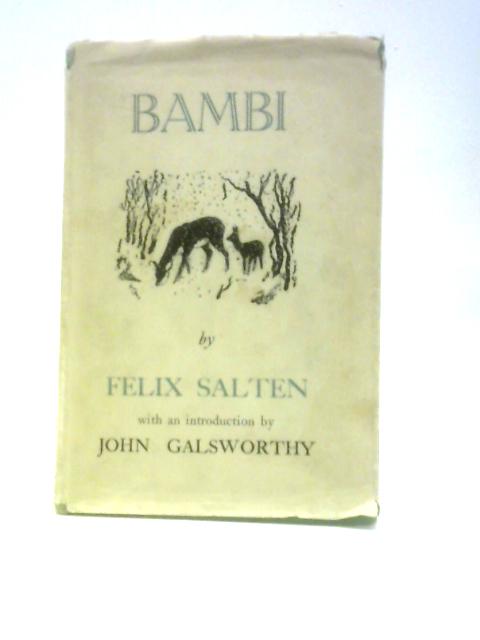 BAMBI
by
FELIX SALTEN
with an introduction by
JOHN GALSWORTHY